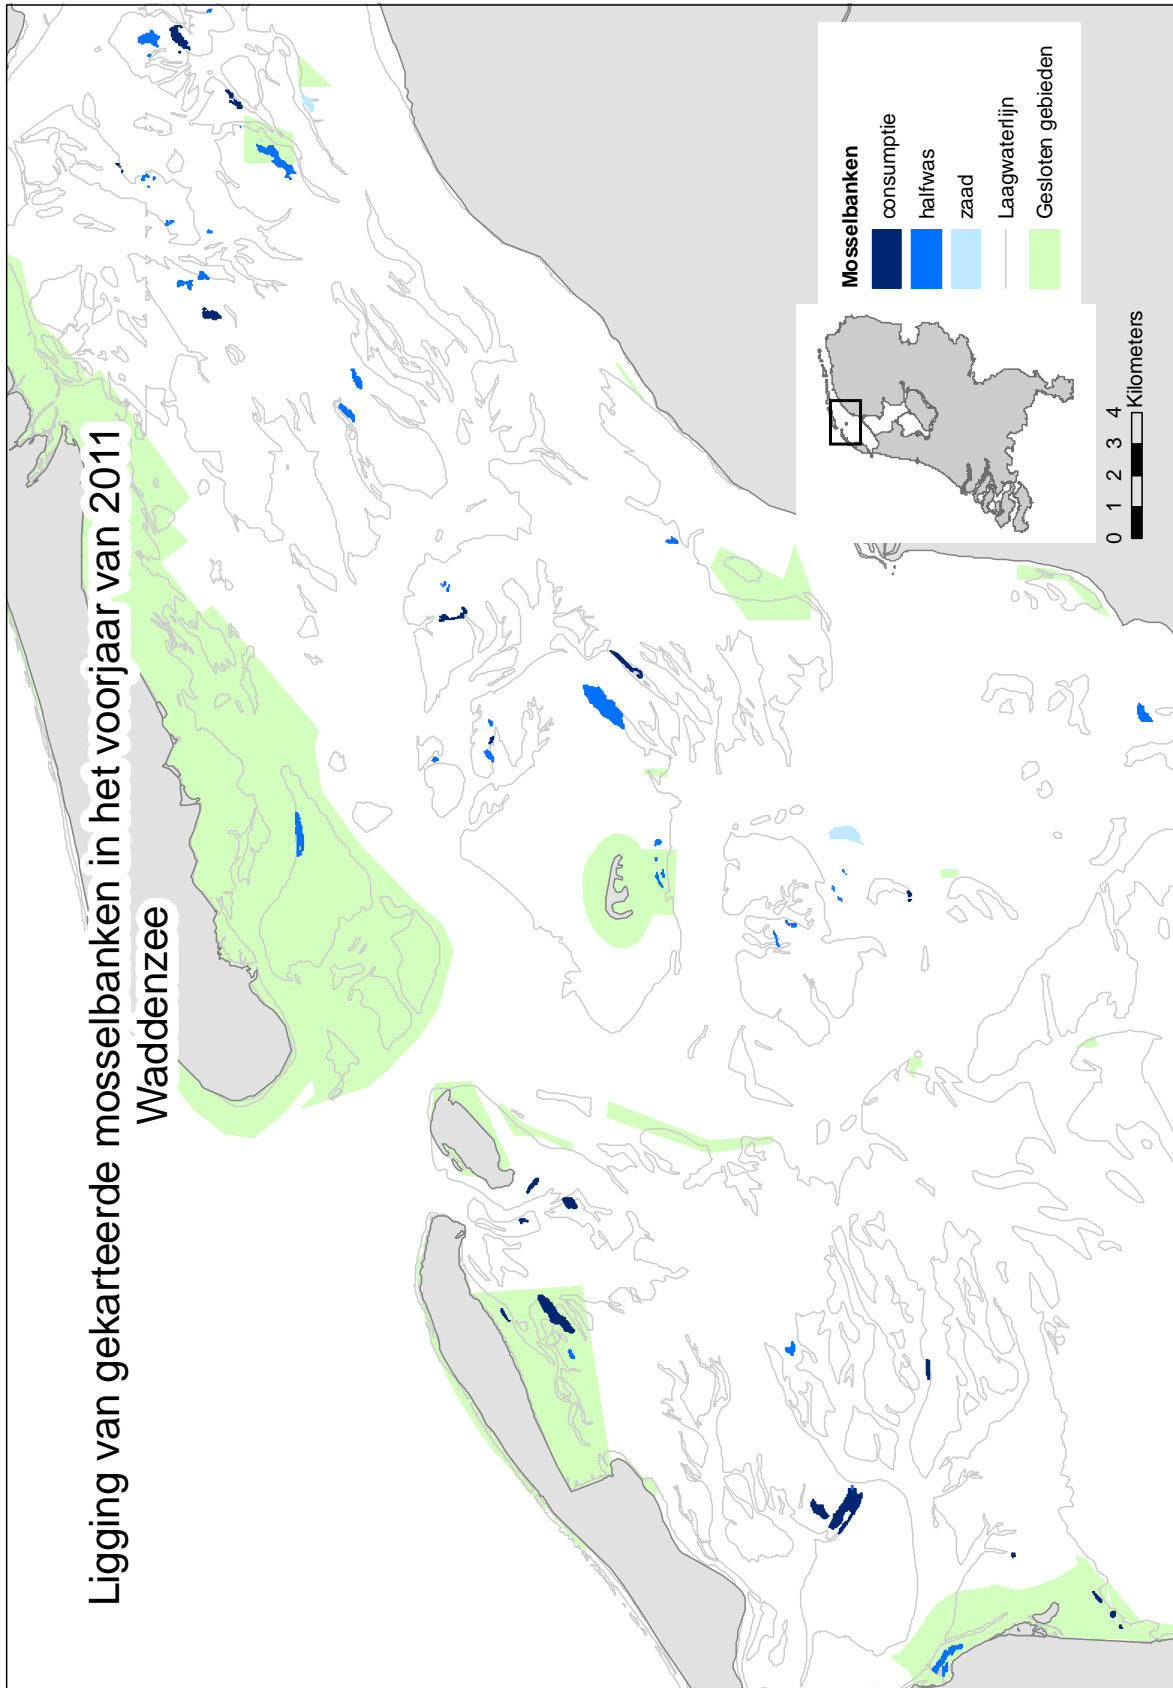 Ligging van gekarteerde mosselbanken in het voorjaar van 2011
Waddenzee
Mosselbanken
consumptie
halfwas
zaad
Laagwaterlijn
Gesloten gebieden
0 1 2 3 4
Kilometers